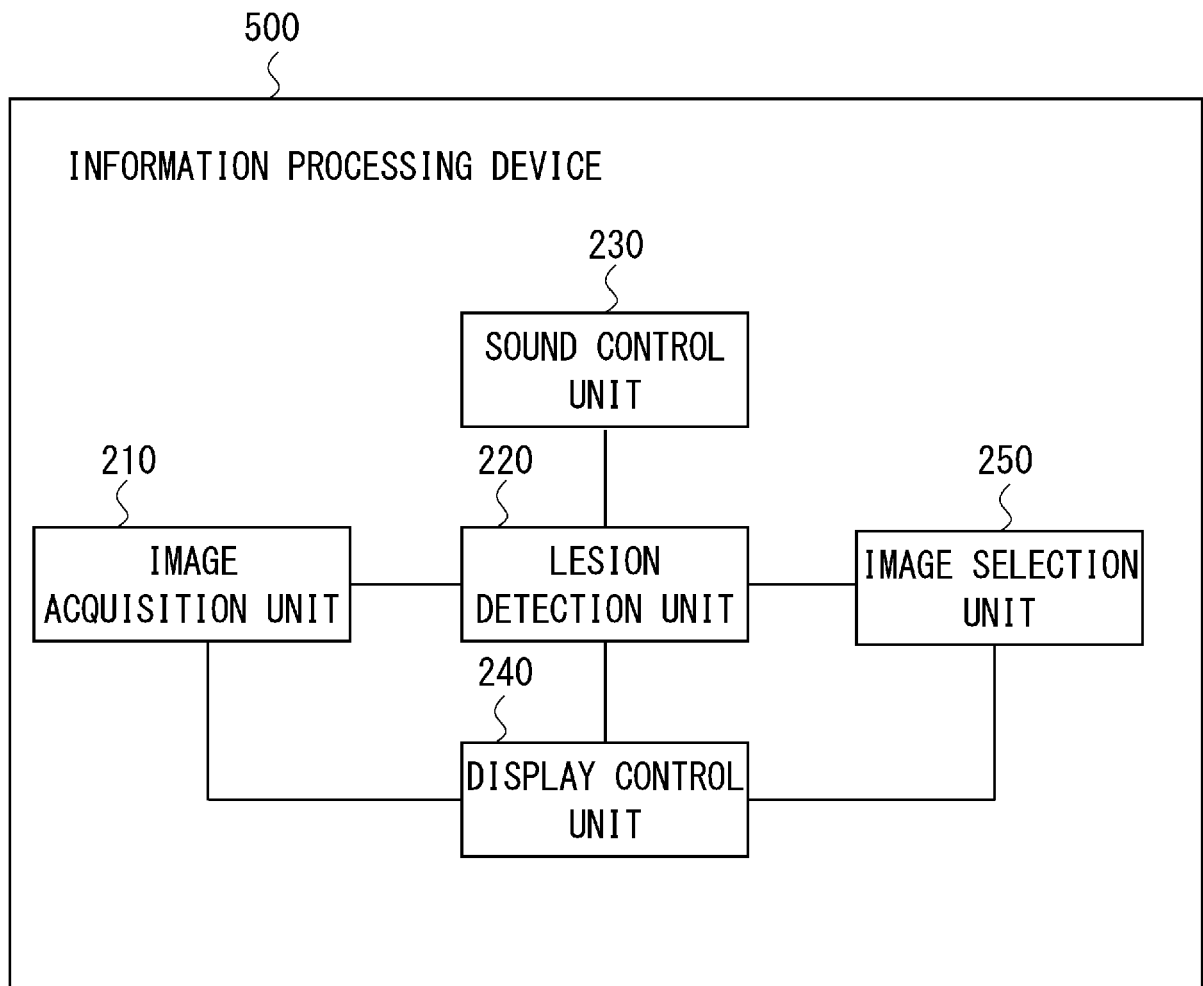 500
INFORMATION PROCESSING DEVICE
230
SOUND CONTROL
UNIT
210
220
250
IMAGE
ACQUISITION UNIT
LESION
DETECTION UNIT
IMAGE SELECTION
UNIT
240
DISPLAY CONTROL
UNIT